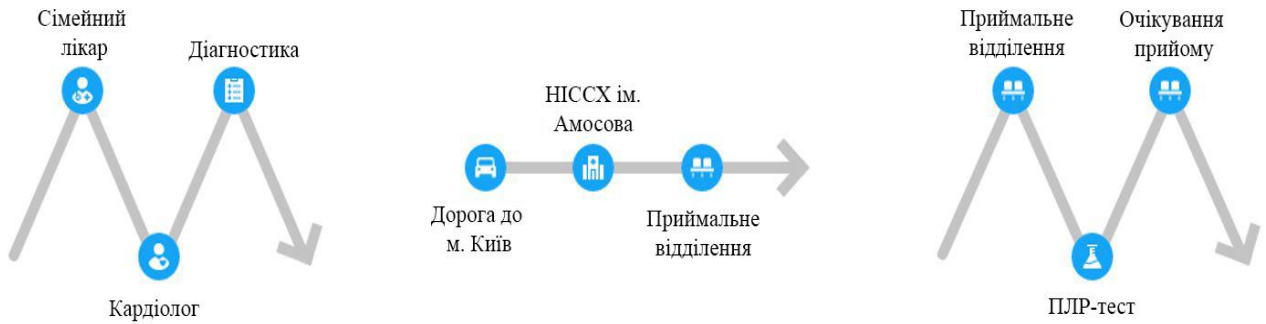 Сімейний
лікар
Діагностика
Кардіолог
НІССХ ім.
Амосова
Дорога до
м. Київ
Приймальне
відділення
Приймальне
відділення
Очікування
прийому
ПЛР-тест